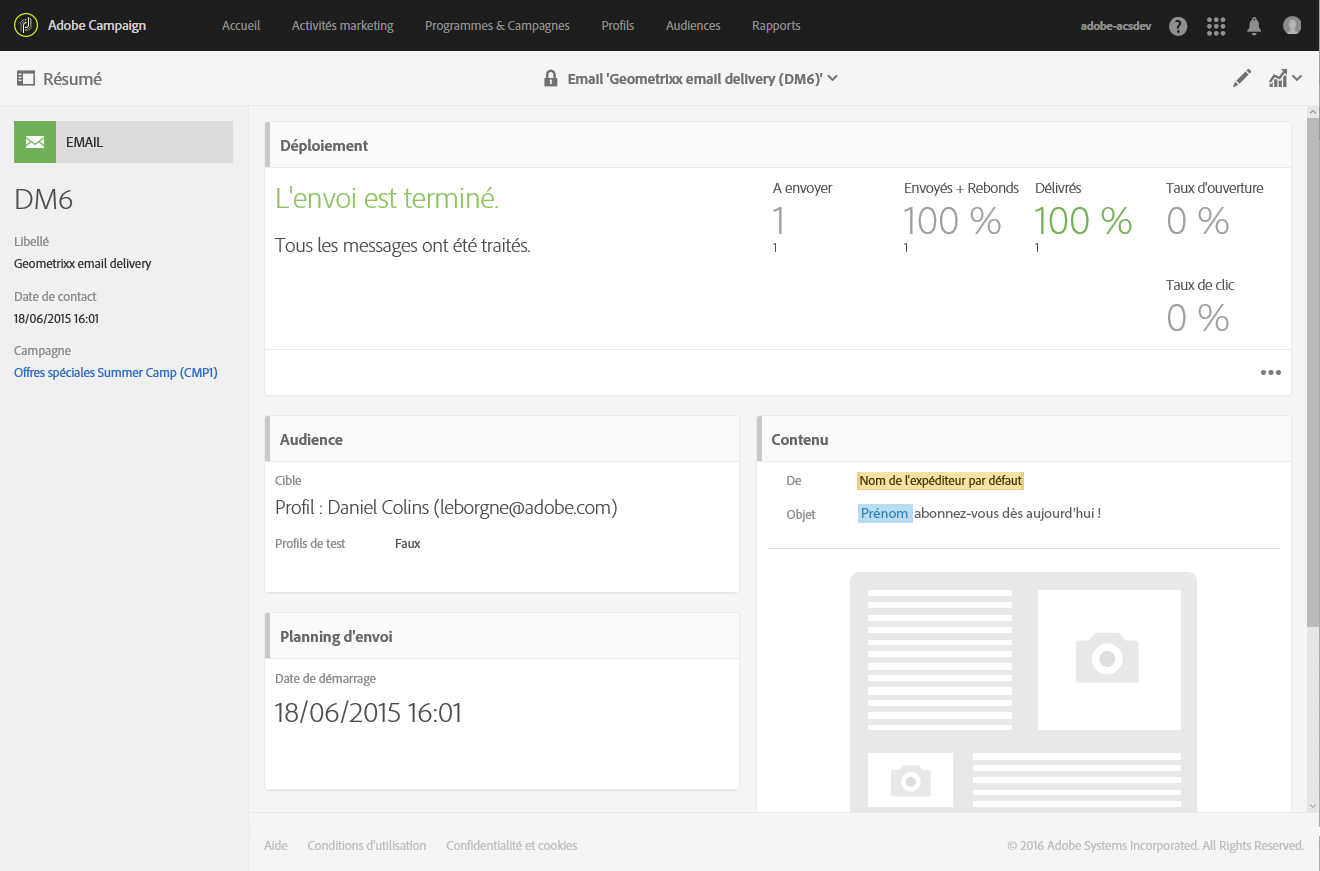 Adobe Campaign Accueil Activités marketing Programmes & Campagnes Profils Audiences Rapports adobe-acsdev
Résumé Email 'Geometrixx email delivery (DM6)'
EMAIL
DM6
Libellé
Geometrixx email delivery
Date de contact
18/06/2015 16:01
Campagne
Offres spéciales Summer Camp (CMP1)
Déploiement
L'envoi est terminé.
Tous les messages ont été traités.
A envoyer
1
1
Envoyés + Rebonds
100 %
1
Délivrés
100 %
1
Taux d'ouverture
0 %
Taux de clic
0 %
Audience
Cible
Profil : Daniel Colins (leborgne@adobe.com)
Profils de test Faux
Planning d'envoi
Date de démarrage
18/06/2015 16:01
Contenu
De Nom de l'expéditeur par défaut
Objet Prénom abonnez-vous dès aujourd'hui !
Aide Conditions d'utilisation Confidentialité et cookies © 2016 Adobe Systems Incorporated. All Rights Reserved.